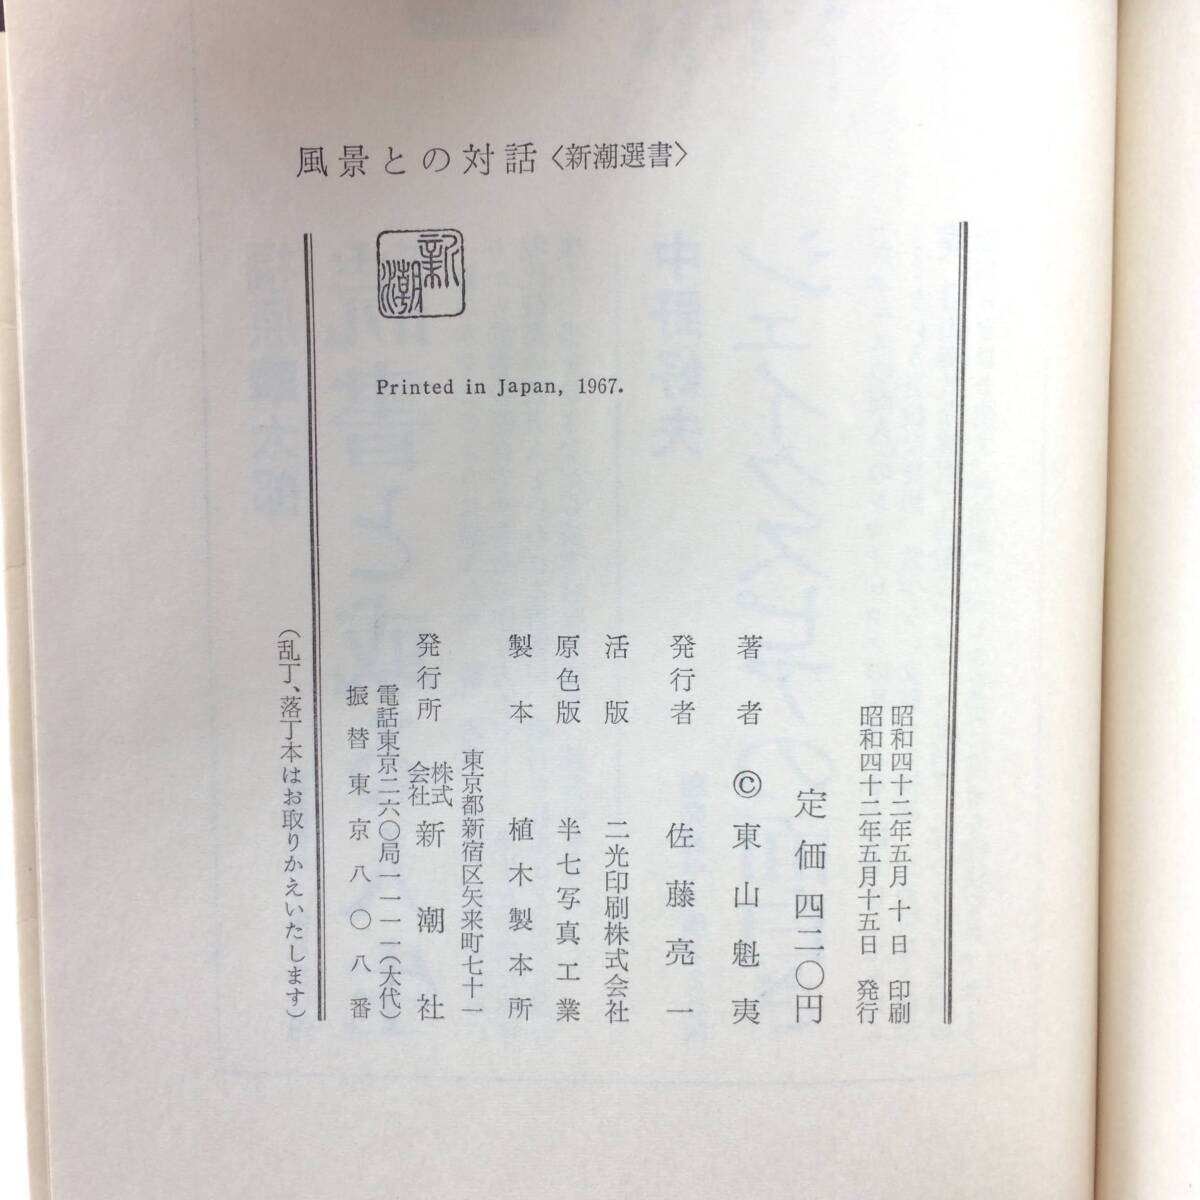 風景との対話〈新潮選書〉
新潮
Printed in Japan, 1967.
昭和四十二年五月十日 印刷
昭和四十二年五月十五日 発行
定価 四二〇円
著者 © 東山魁夷
発行者 佐藤亮一
活版 二光印刷株式会社
原色版 半七写真工業
製本 植木製本所
東京都新宿区矢来町七十一
発行所 株式会社 新潮社
電話東京二六〇局一一一一(大代)
振替東京八〇八番
(乱丁、落丁本はお取りかえいたします)